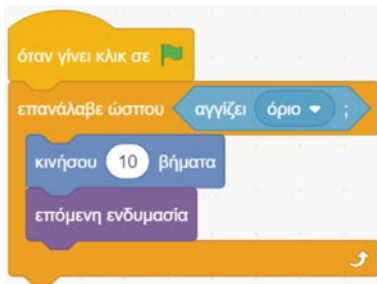 όταν γίνει κλικ σε
επανάλαβε ώσπου αγγίζει όριο ;
κινήσου 10 βήματα
επόμενη ενδυμασία